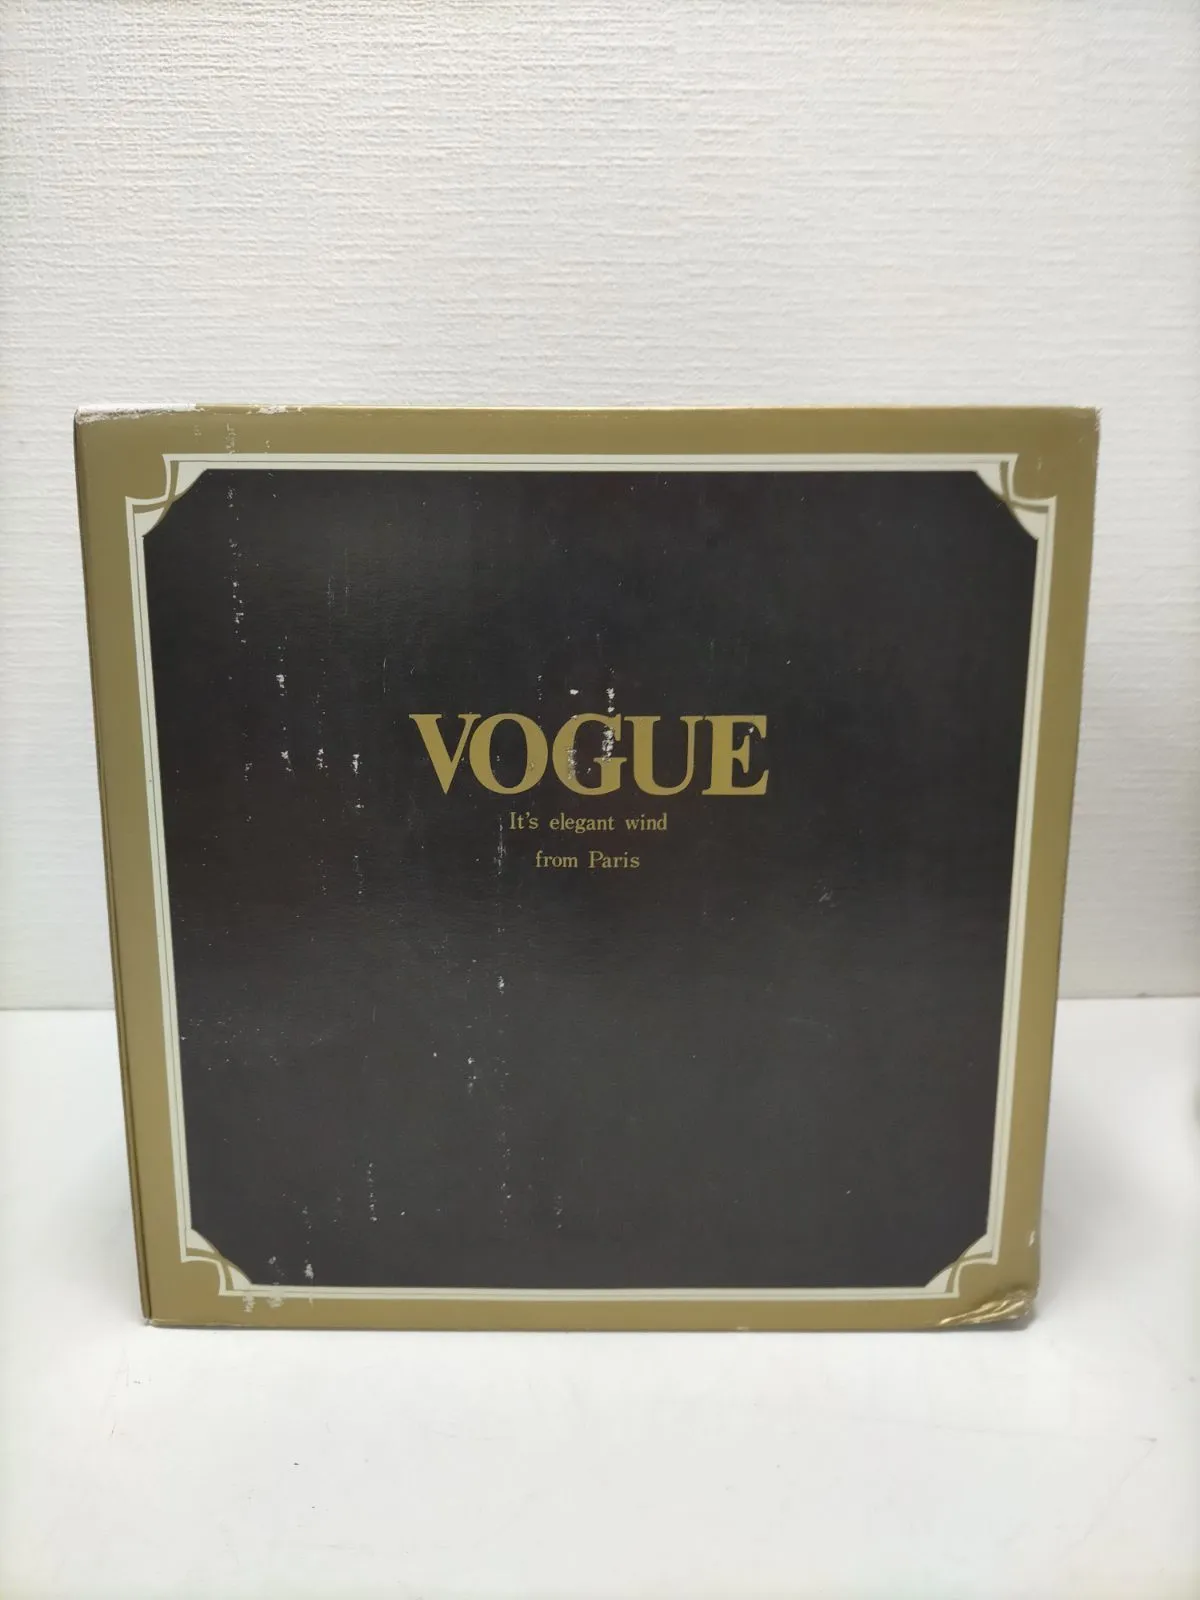 VOGUE
It's elegant wind
from Paris